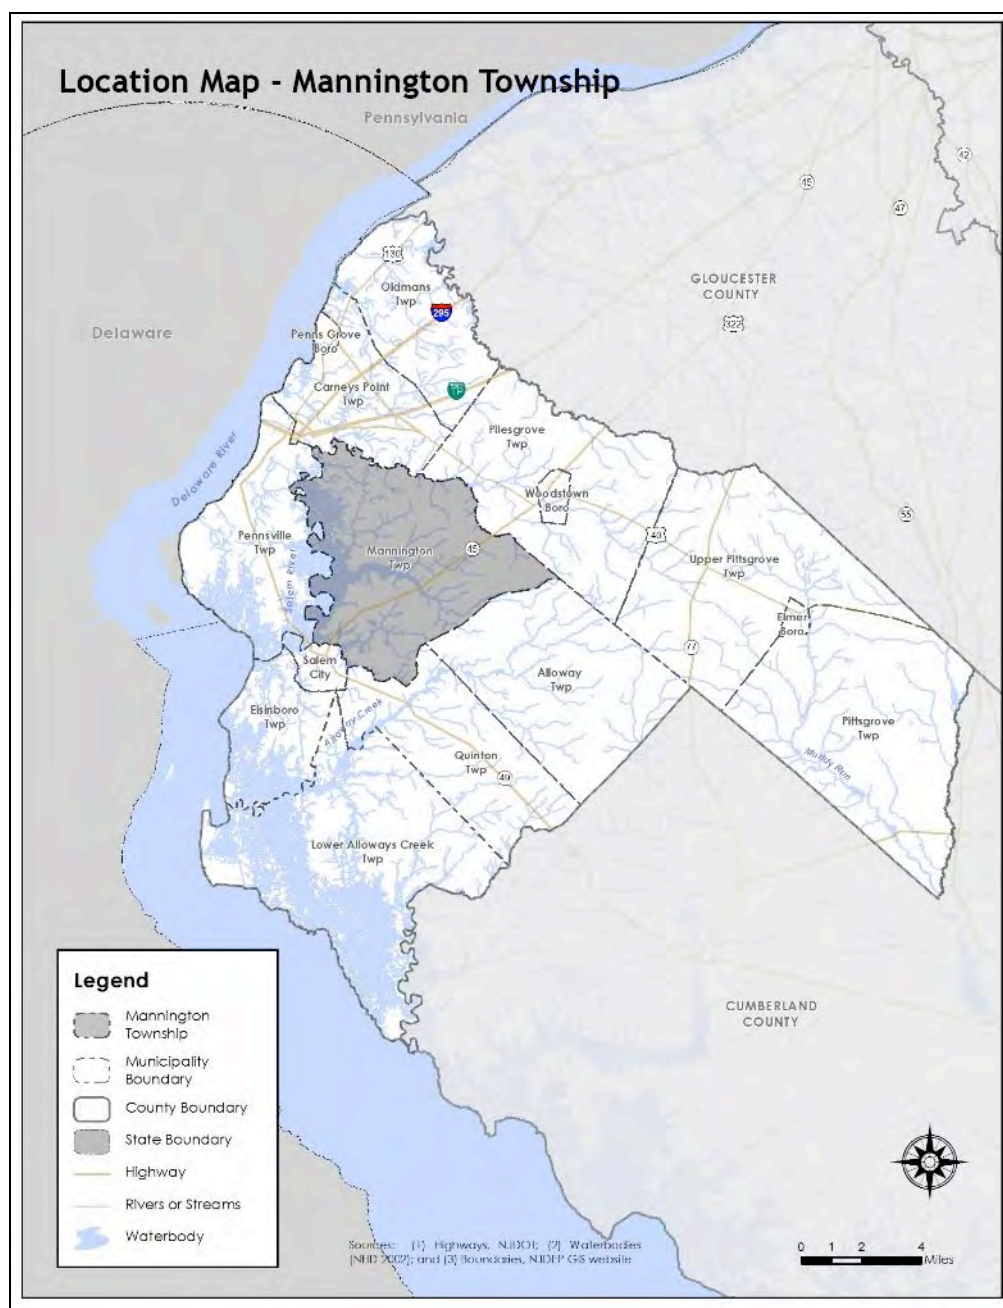 Location Map - Mannington Township
Pennsylvania
42
45
47
130
GLOUCESTER
COUNTY
Oldmans
Twp
295
322
Delaware
Penns Grove
Boro
Carneys Point
Twp
Pilesgrove
Twp
Delaware River
Woodstown
Boro
55
40
Pennsville
Twp
Salem River
Mannington
Twp
45
Upper Pittsgrove
Twp
Elmer
Boro
77
Salem
City
Alloway
Twp
Elsinboro
Twp
Alloway Creek
Pittsgrove
Twp
Quinton
Twp
49
Muddy Run
Lower Alloways Creek
Twp
CUMBERLAND
COUNTY
Legend
Mannington
Township
Municipality
Boundary
County Boundary
State Boundary
Highway
Rivers or Streams
Waterbody
Sources: (1) Highways, NJDOT; (2) Waterbodies
(NHD 2002); and (3) Boundaries, NJDEP GIS website
0 1 2 4
Miles